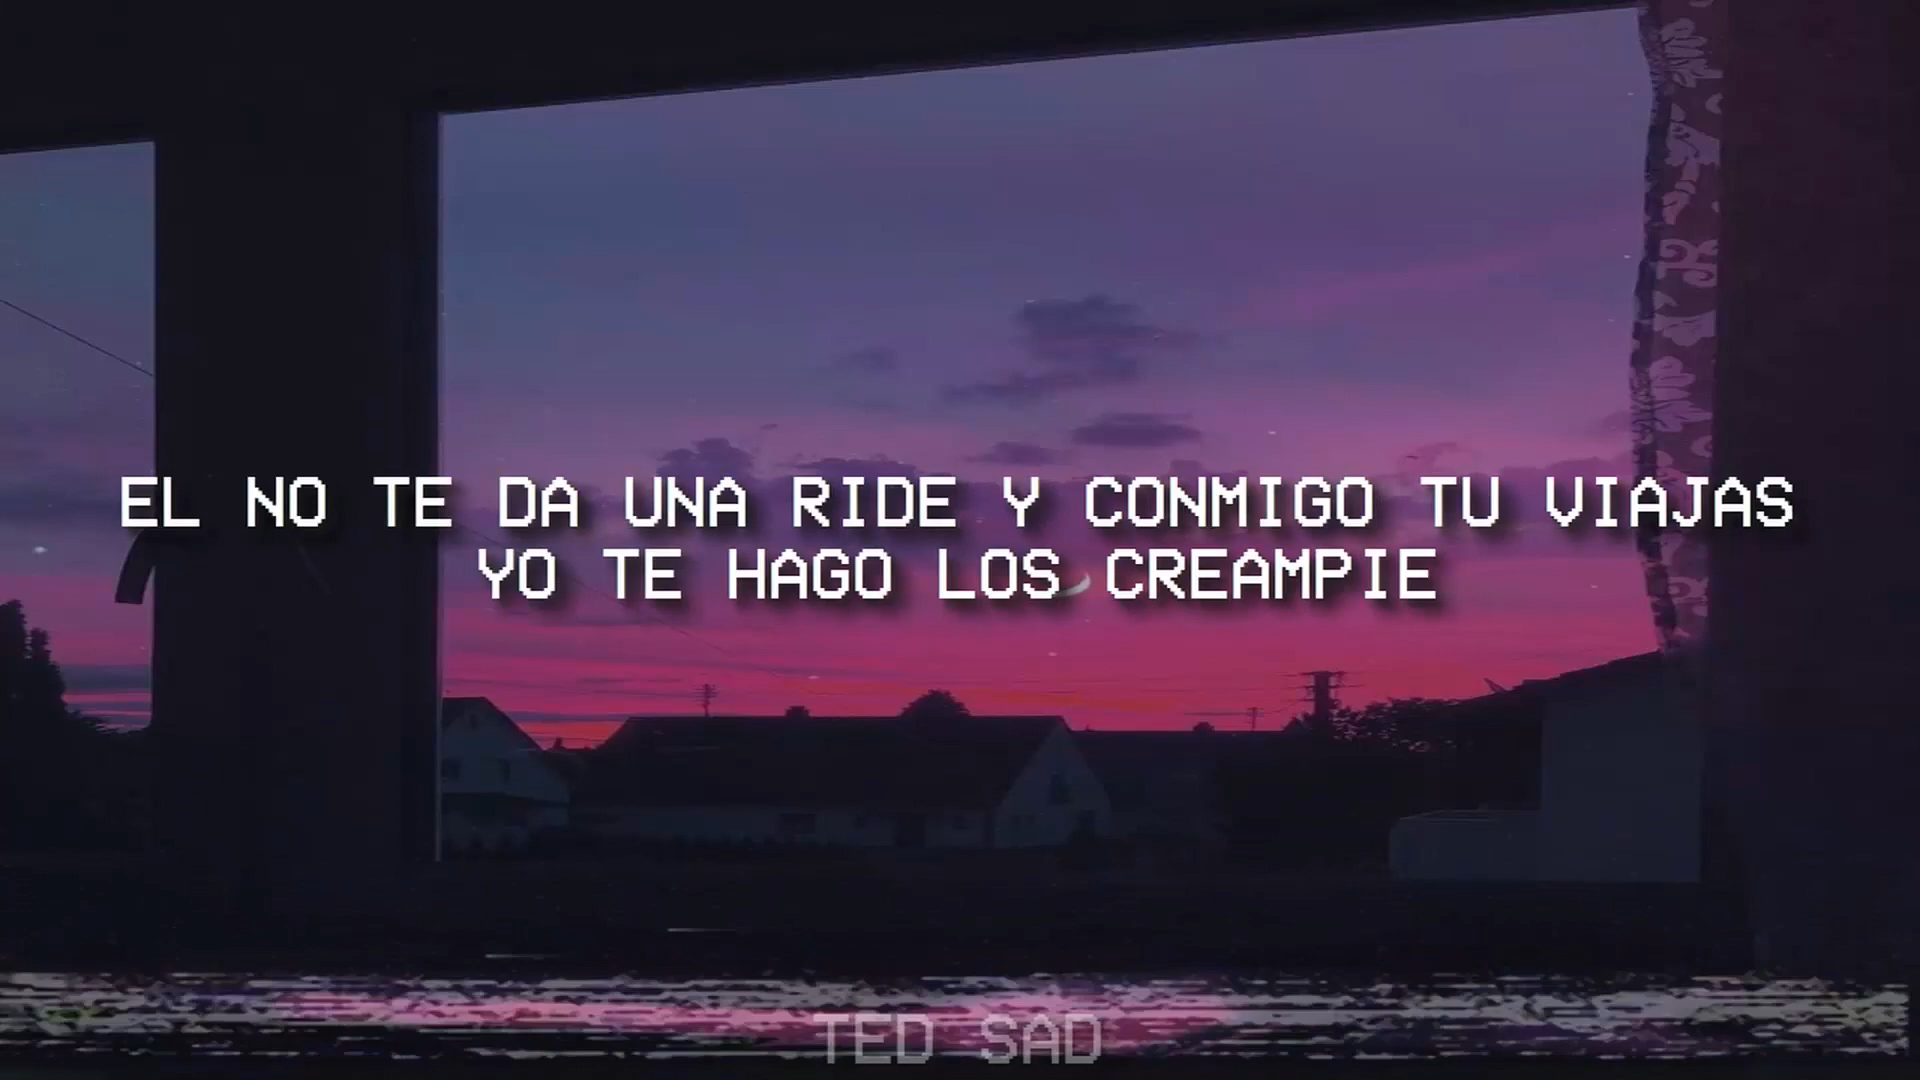 EL NO TE DA UNA RIDE Y CONMIGO TU VIAJAS
YO TE HAGO LOS CREAMPIE
TED SAD